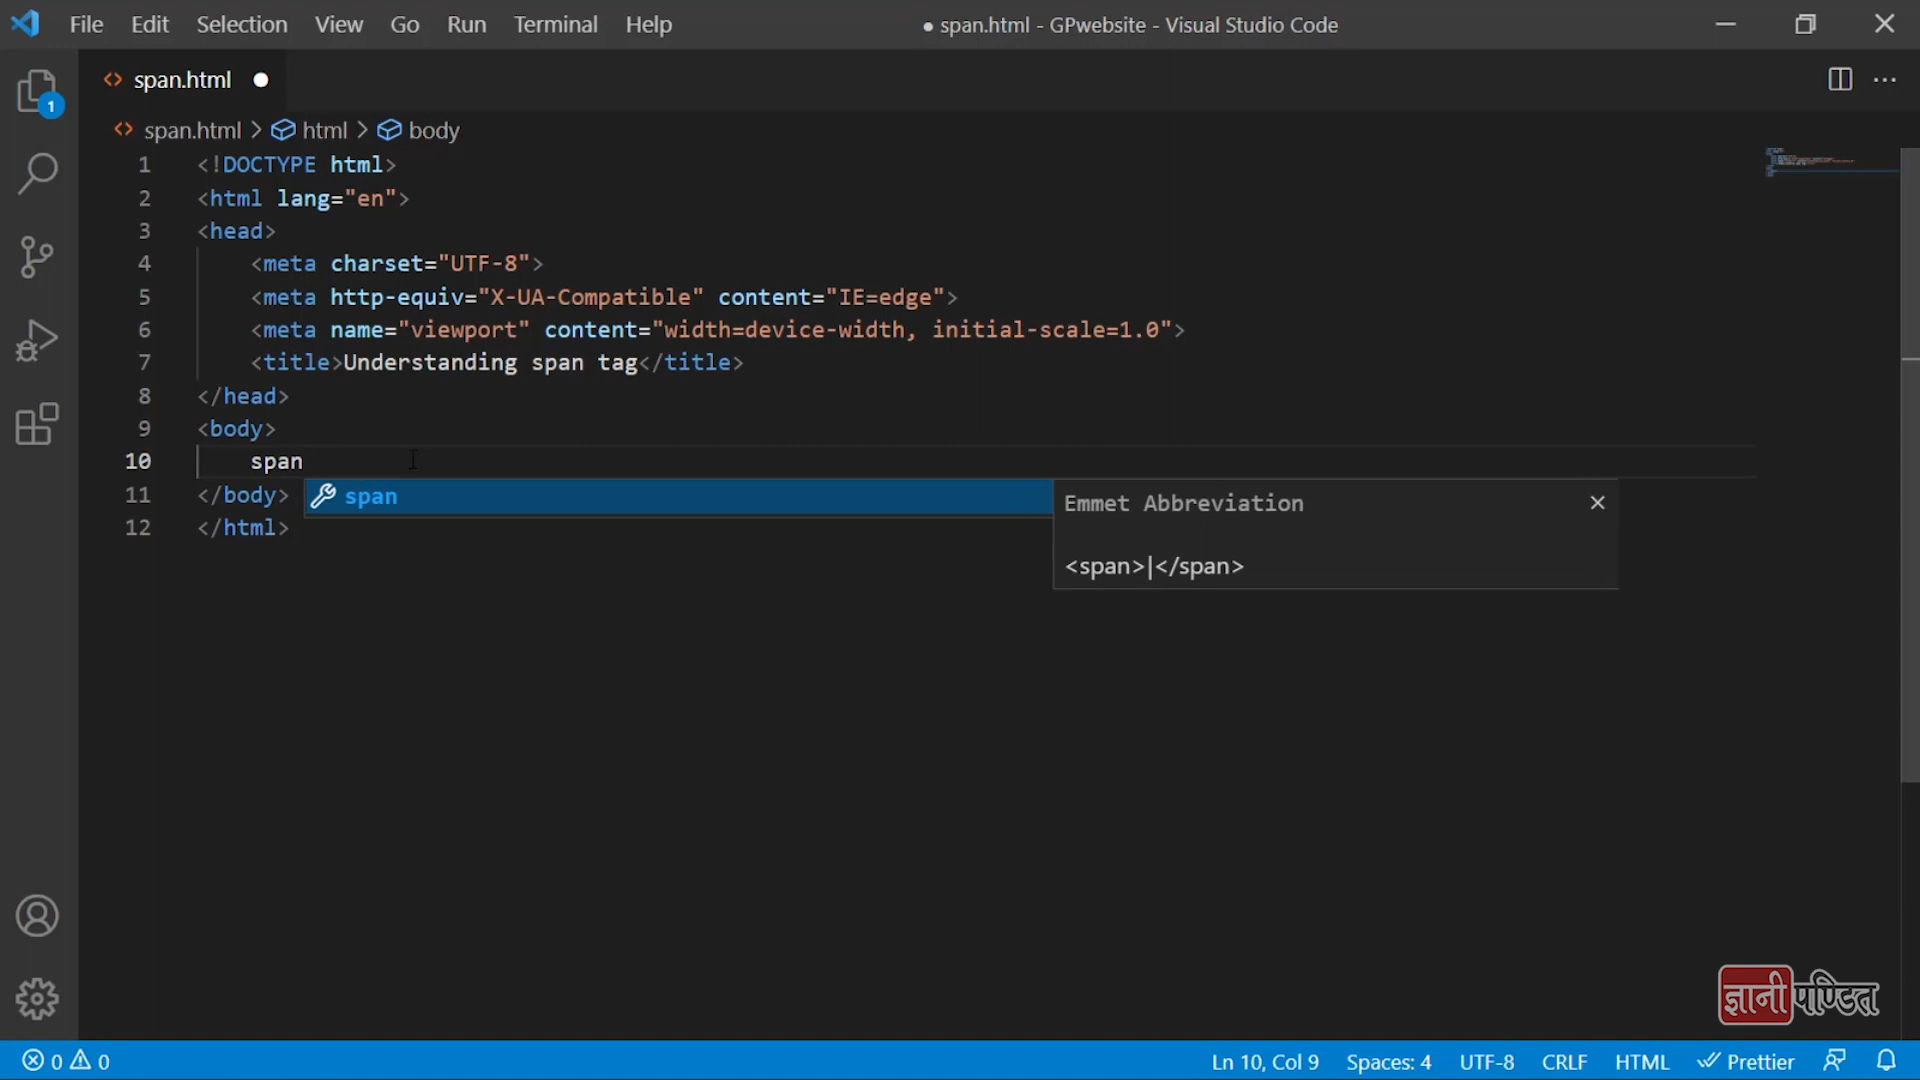 File Edit Selection View Go Run Terminal Help ● span.html - GPwebsite - Visual Studio Code
span.html
1
span.html > html > body
1 <!DOCTYPE html>
2 <html lang="en">
3 <head>
4 <meta charset="UTF-8">
5 <meta http-equiv="X-UA-Compatible" content="IE=edge">
6 <meta name="viewport" content="width=device-width, initial-scale=1.0">
7 <title>Understanding span tag</title>
8 </head>
9 <body>
10 span
11 </body>
span
Emmet Abbreviation
12 </html>
<span>|</span>
ज्ञानी पण्डित
0 0 Ln 10, Col 9 Spaces: 4 UTF-8 CRLF HTML Prettier